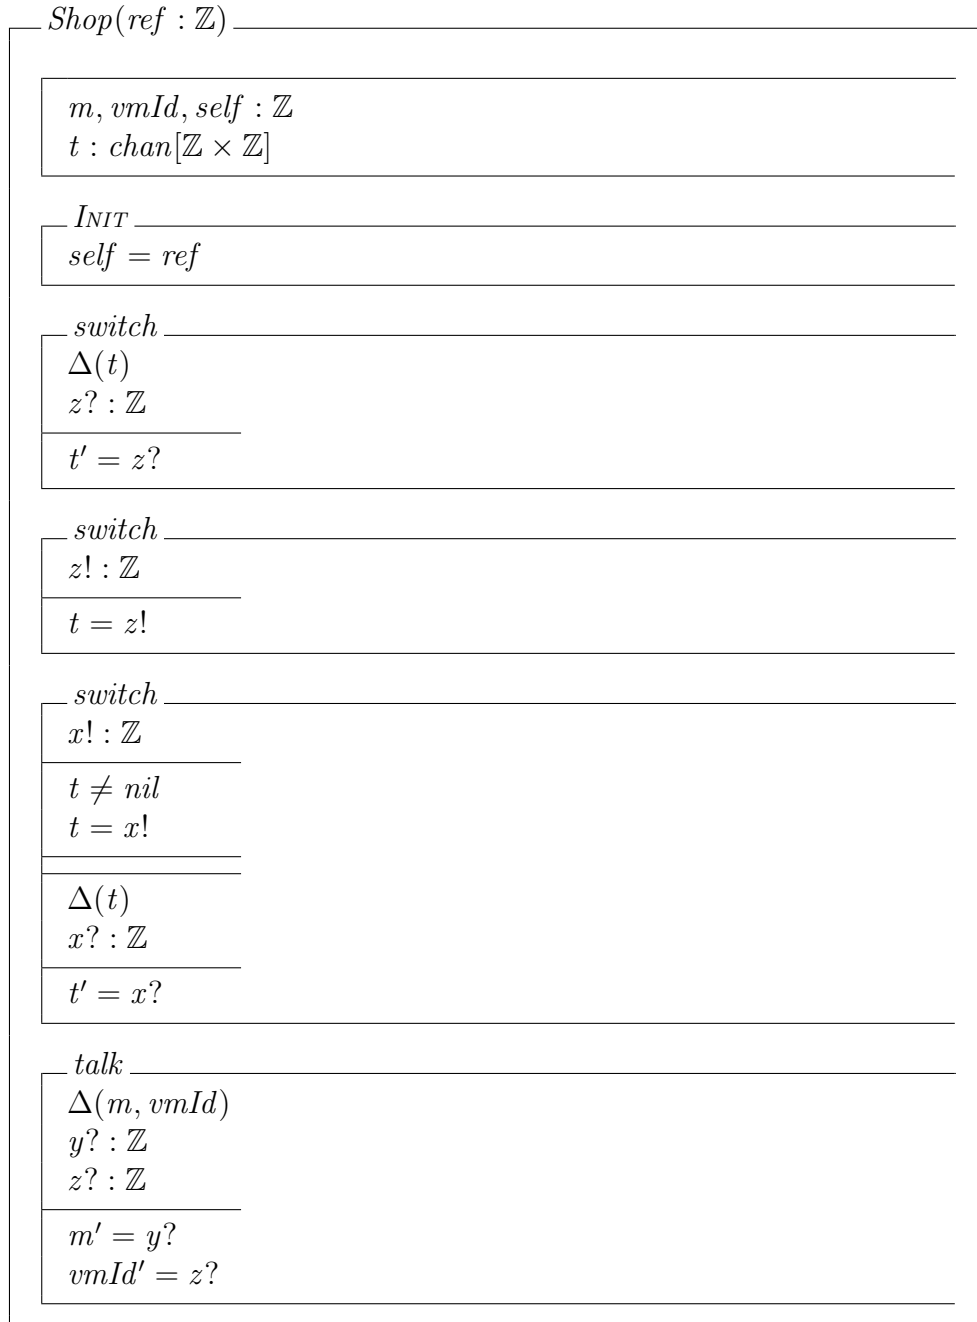 Shop(ref : ℤ)
m, vmId, self : ℤ
t : chan[ℤ × ℤ]
INIT
self = ref
switch
Δ(t)
z? : ℤ
t′ = z?
switch
z! : ℤ
t = z!
switch
x! : ℤ
t ≠ nil
t = x!
Δ(t)
x? : ℤ
t′ = x?
talk
Δ(m, vmId)
y? : ℤ
z? : ℤ
m′ = y?
vmId′ = z?